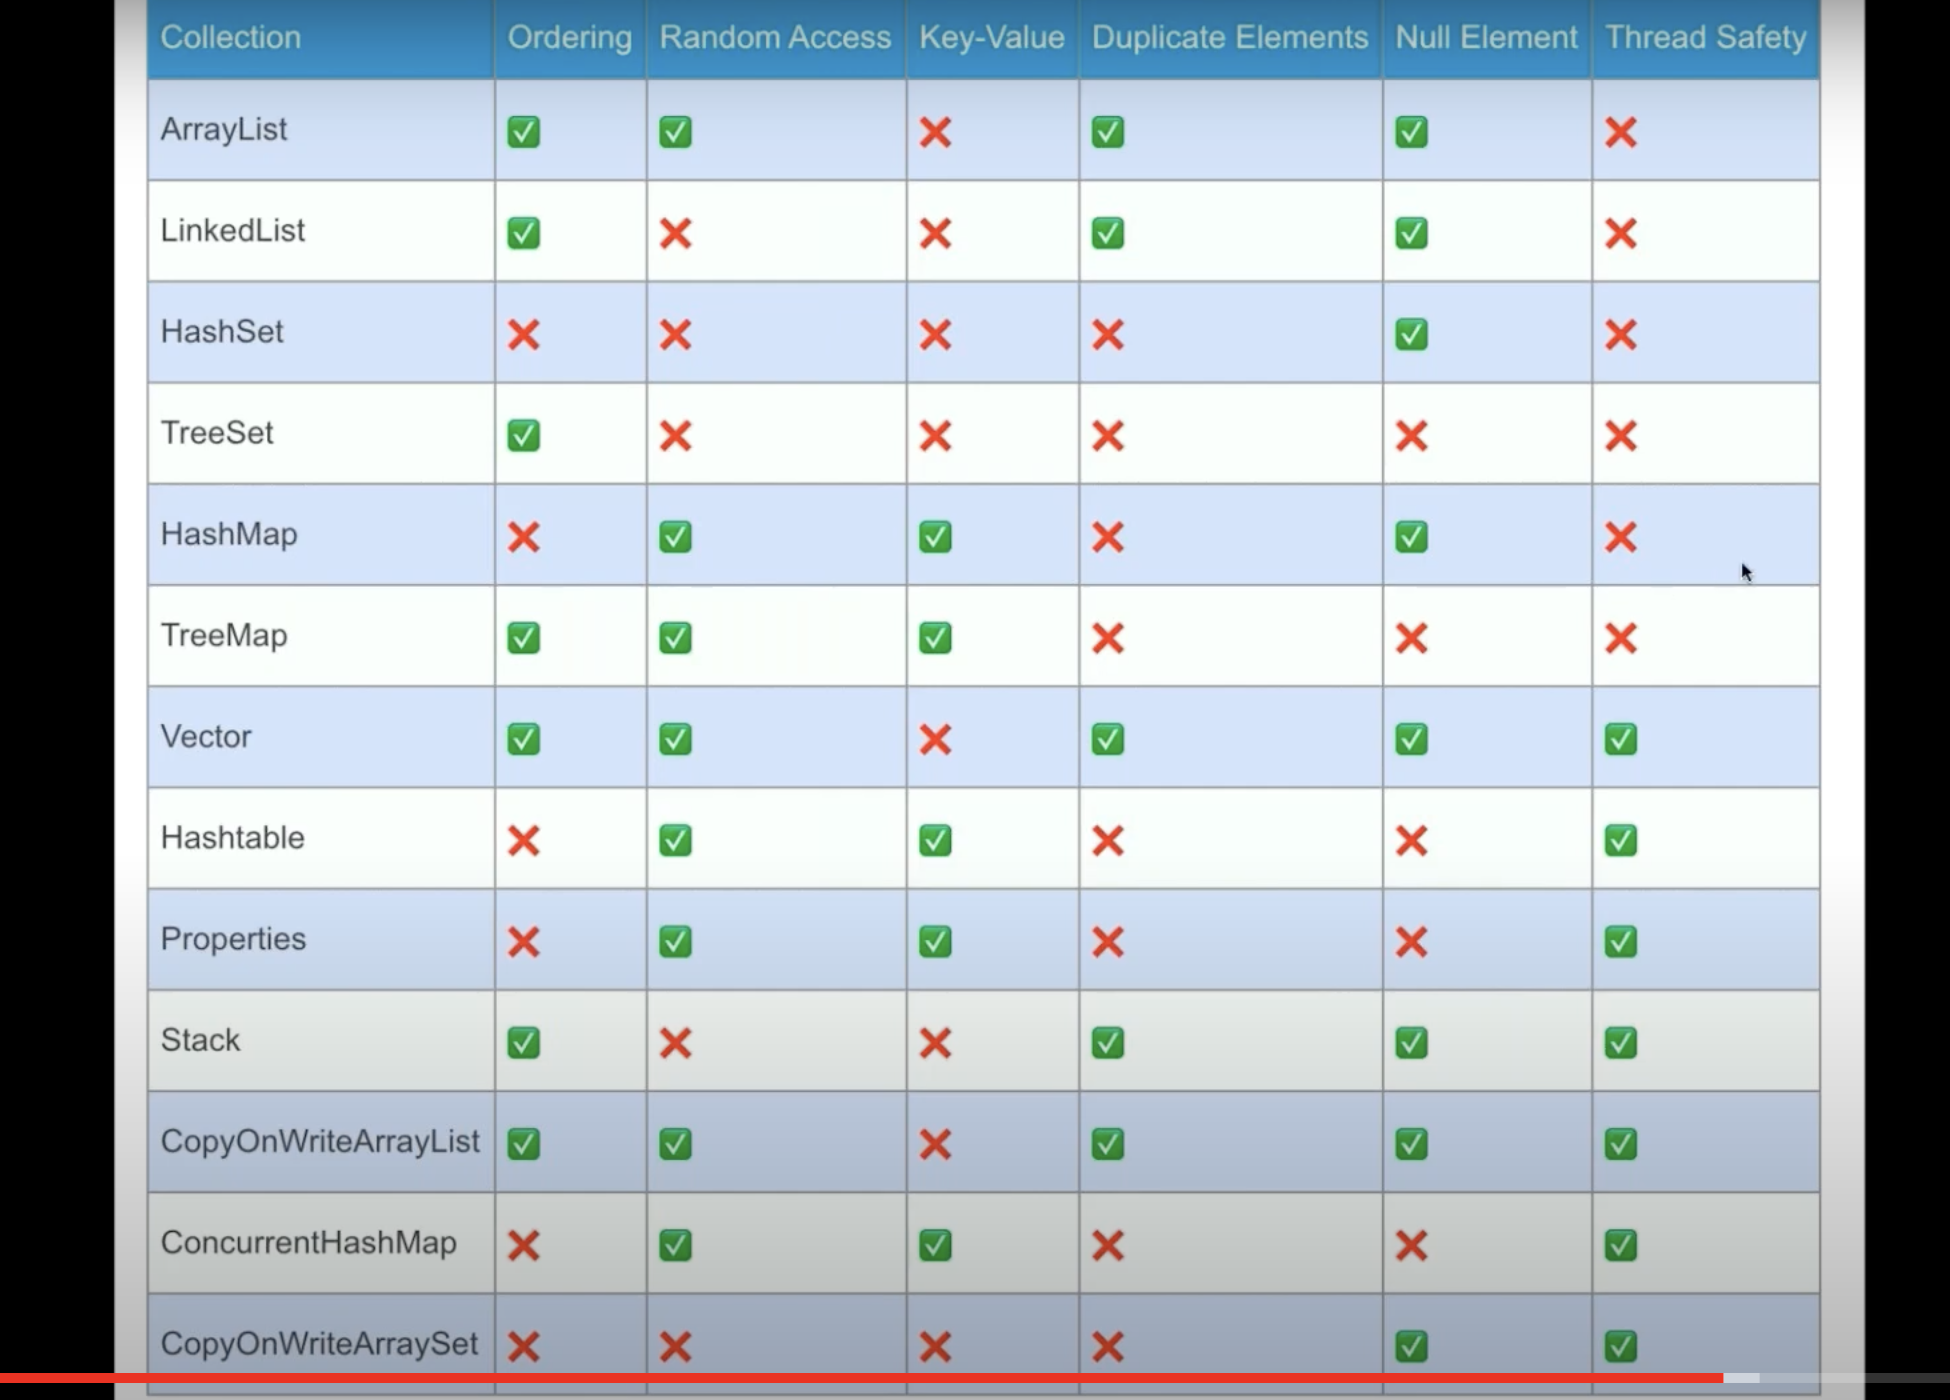 Collection Ordering Random Access Key-Value Duplicate Elements Null Element Thread Safety
ArrayList ✅ ✅ ❌ ✅ ✅ ❌
LinkedList ✅ ❌ ❌ ✅ ✅ ❌
HashSet ❌ ❌ ❌ ❌ ✅ ❌
TreeSet ✅ ❌ ❌ ❌ ❌ ❌
HashMap ❌ ✅ ✅ ❌ ✅ ❌
TreeMap ✅ ✅ ✅ ❌ ❌ ❌
Vector ✅ ✅ ❌ ✅ ✅ ✅
Hashtable ❌ ✅ ✅ ❌ ❌ ✅
Properties ❌ ✅ ✅ ❌ ❌ ✅
Stack ✅ ❌ ❌ ✅ ✅ ✅
CopyOnWriteArrayList ✅ ✅ ❌ ✅ ✅ ✅
ConcurrentHashMap ❌ ✅ ✅ ❌ ❌ ✅
CopyOnWriteArraySet ❌ ❌ ❌ ❌ ✅ ✅